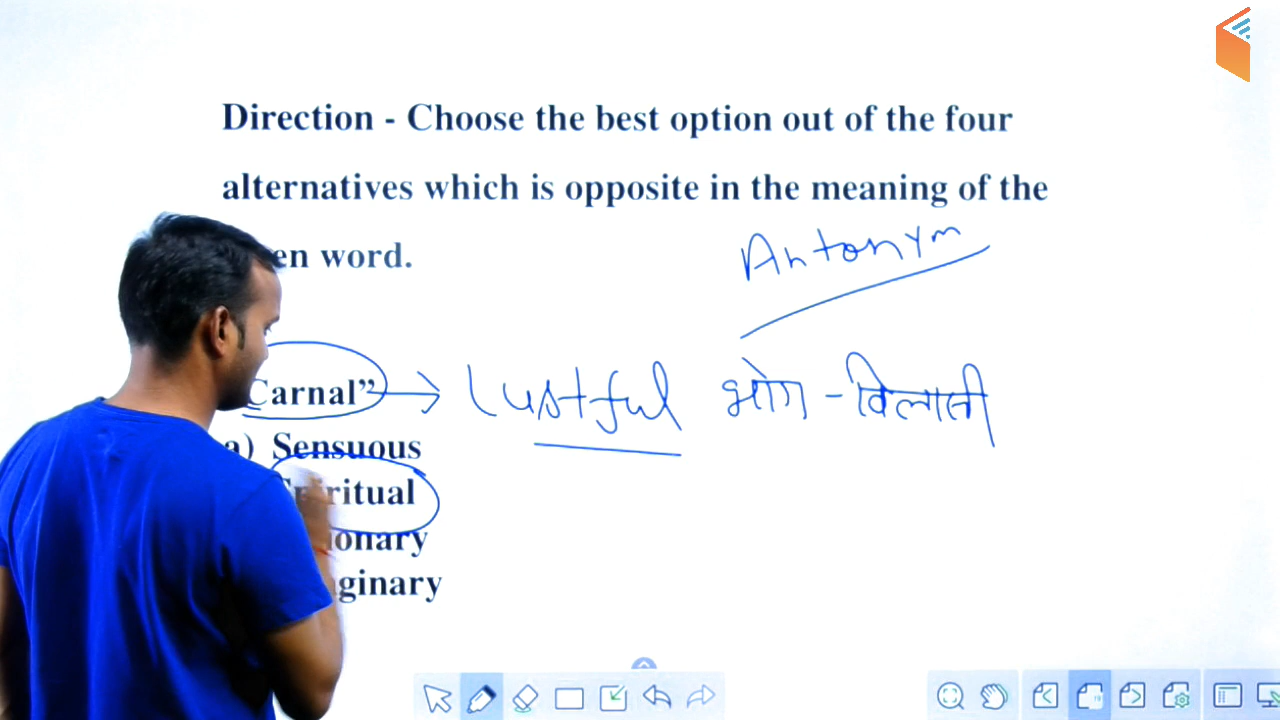 Direction - Choose the best option out of the four
alternatives which is opposite in the meaning of the
en word.
Antonym
Carnal” → Lustful भोग - विलासी
a) Sensuous
Spiritual
onary
ginary